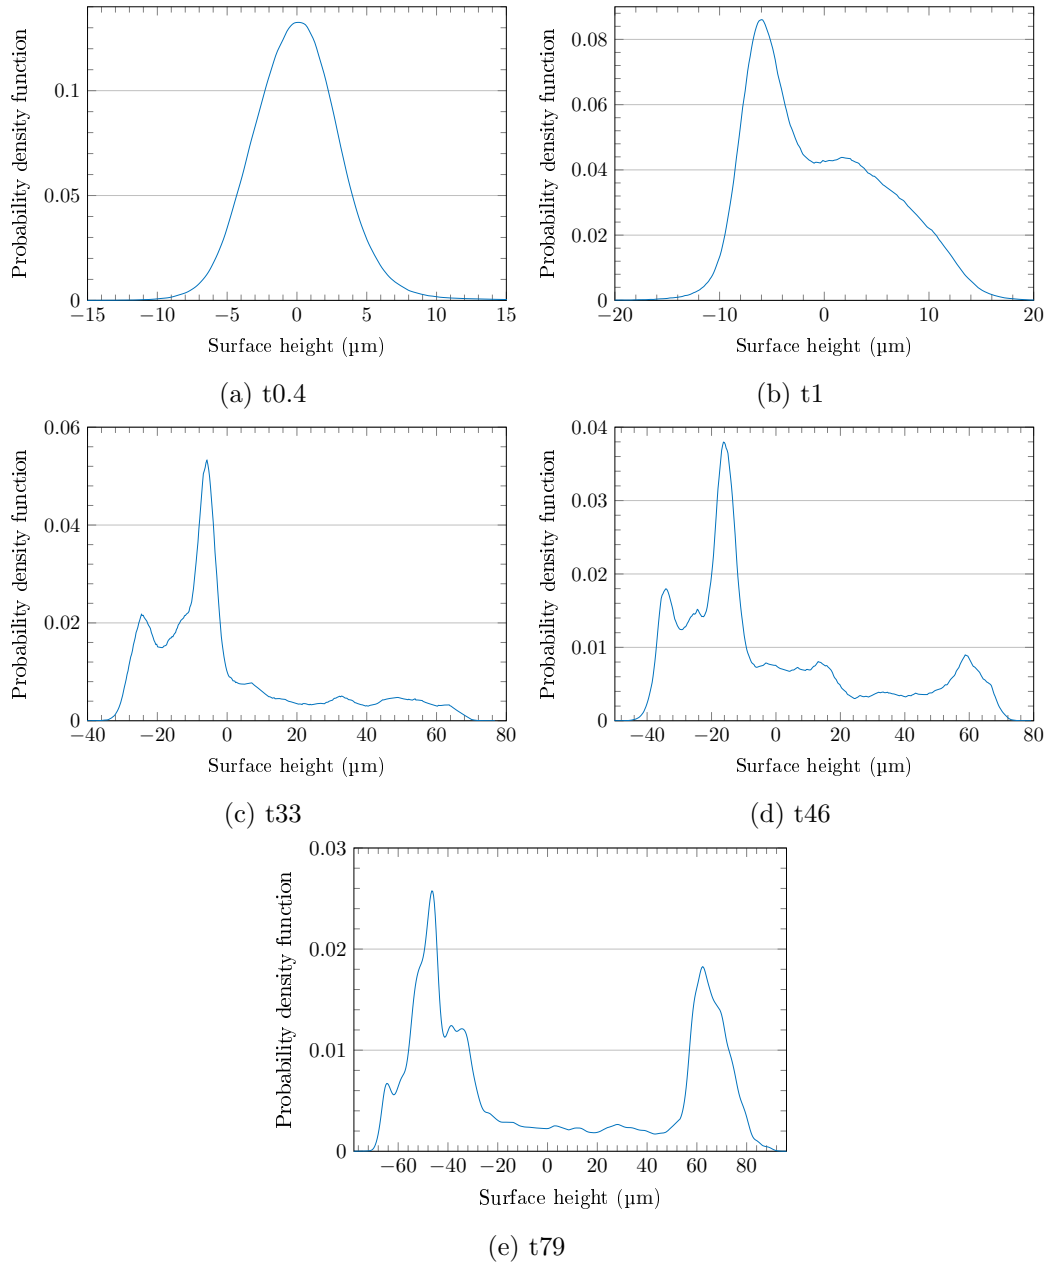 0.1
0.05
0
−15 −10 −5 0 5 10 15
Probability density function
Surface height (µm)
(a) t0.4
0.08
0.06
0.04
0.02
0
−20 −10 0 10 20
Probability density function
Surface height (µm)
(b) t1
0.06
0.04
0.02
0
−40 −20 0 20 40 60 80
Probability density function
Surface height (µm)
(c) t33
0.04
0.03
0.02
0.01
0
−40 −20 0 20 40 60 80
Probability density function
Surface height (µm)
(d) t46
0.03
0.02
0.01
0
−60 −40 −20 0 20 40 60 80
Probability density function
Surface height (µm)
(e) t79